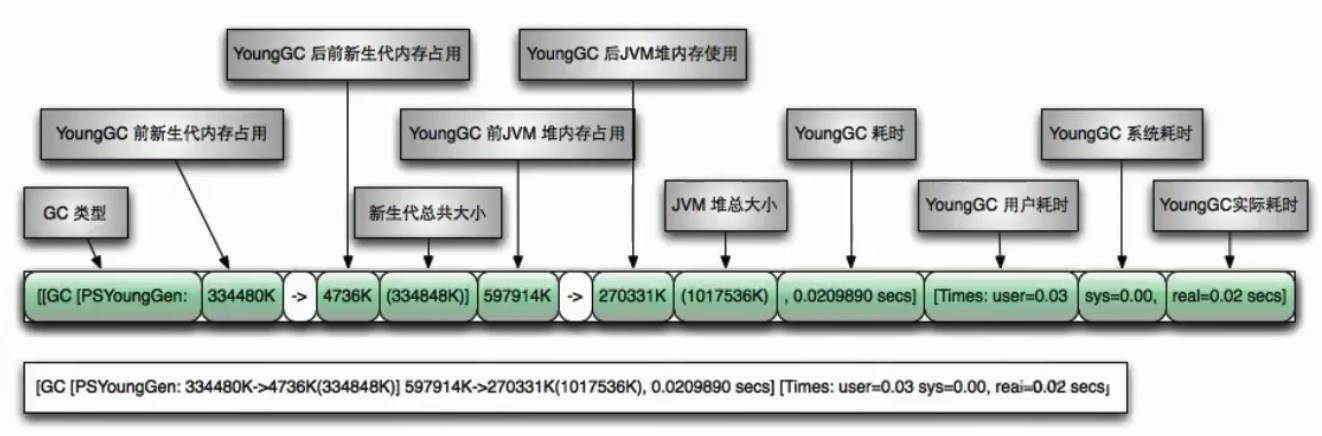 YoungGC 后前新生代内存占用
YoungGC 后JVM堆内存使用
YoungGC 前新生代内存占用
YoungGC 前JVM 堆内存占用
YoungGC 耗时
YoungGC 系统耗时
GC 类型
新生代总共大小
JVM 堆总大小
YoungGC 用户耗时
YoungGC实际耗时
[[GC [PSYoungGen: 334480K -> 4736K (334848K)] 597914K -> 270331K (1017536K) , 0.0209890 secs] [Times: user=0.03 sys=0.00, real=0.02 secs]
[GC [PSYoungGen: 334480K->4736K(334848K)] 597914K->270331K(1017536K), 0.0209890 secs] [Times: user=0.03 sys=0.00, reai=0.02 secs]